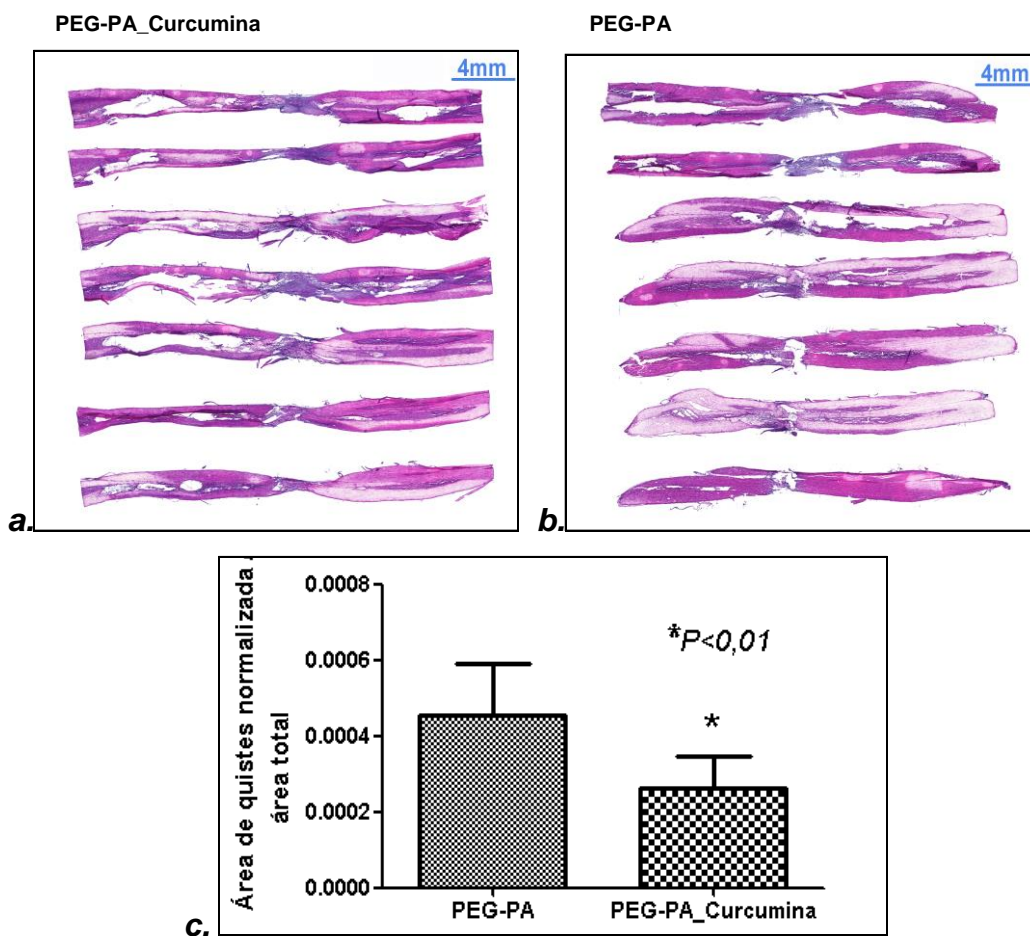 PEG-PA_Curcumina
PEG-PA
4mm
4mm
a.
b.
Área de quistes normalizada
área total
0.0008
0.0006
0.0004
0.0002
0.0000
*P<0,01
*
PEG-PA
PEG-PA_Curcumina
c.